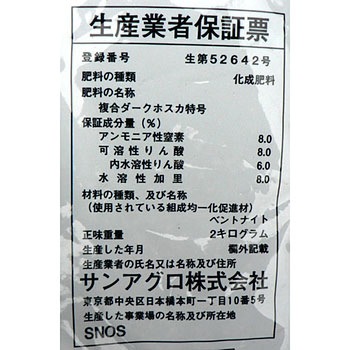 生産業者保証票
登録番号 生第52642号
肥料の種類 化成肥料
肥料の名称
複合ダークホスカ特号
保証成分量(%)
アンモニア性窒素 8.0
可溶性りん酸 8.0
内水溶性りん酸 6.0
水溶性加里 8.0
材料の種類、及び名称
(使用されている組成均一化促進材)
ベントナイト
正味重量 2キログラム
生産した年月 欄外記載
生産業者の氏名又は名称及び住所
サンアグロ株式会社
東京都中央区日本橋本町一丁目10番5号
生産した事業場の名称及び所在地
SNOS